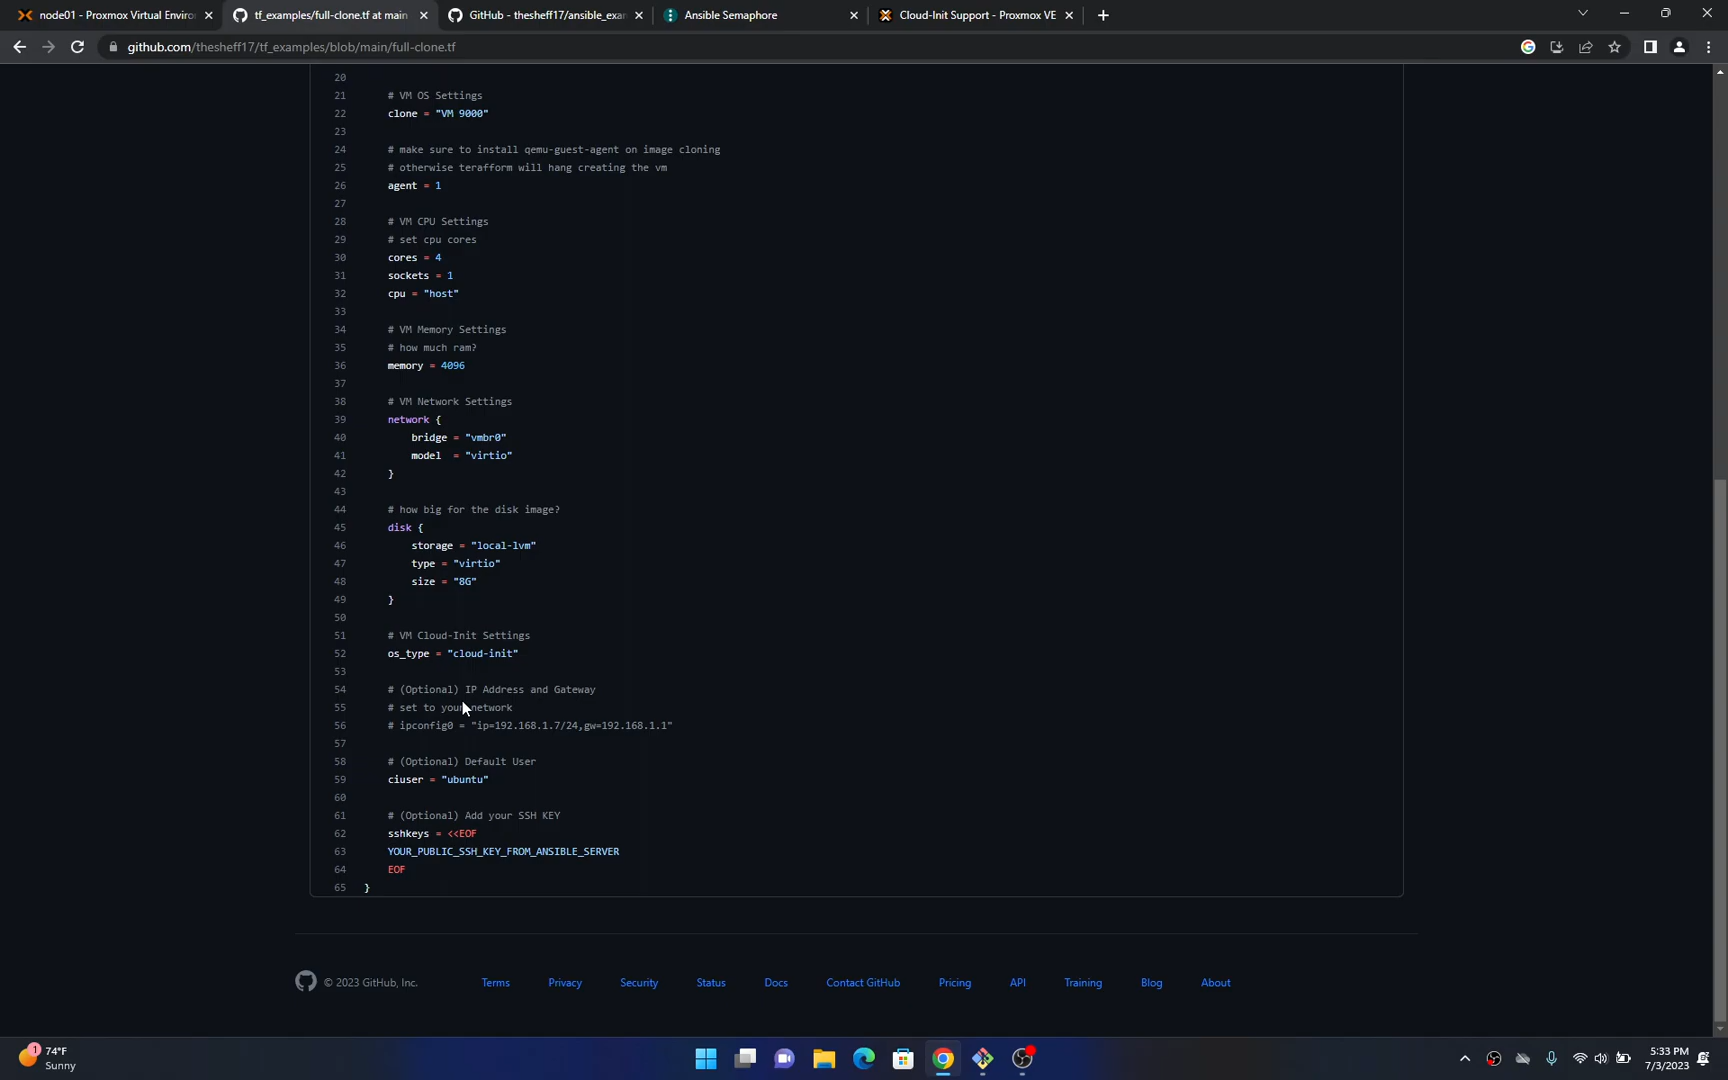 node01 - Proxmox Virtual Enviro
tf_examples/full-clone.tf at main
GitHub - thesheff17/ansible_exam
Ansible Semaphore
Cloud-Init Support - Proxmox VE
github.com/thesheff17/tf_examples/blob/main/full-clone.tf
20
21 # VM OS Settings
22 clone = "VM 9000"
23
24 # make sure to install qemu-guest-agent on image cloning
25 # otherwise terafform will hang creating the vm
26 agent = 1
27
28 # VM CPU Settings
29 # set cpu cores
30 cores = 4
31 sockets = 1
32 cpu = "host"
33
34 # VM Memory Settings
35 # how much ram?
36 memory = 4096
37
38 # VM Network Settings
39 network {
40 bridge = "vmbr0"
41 model  = "virtio"
42 }
43
44 # how big for the disk image?
45 disk {
46 storage = "local-lvm"
47 type = "virtio"
48 size = "8G"
49 }
50
51 # VM Cloud-Init Settings
52 os_type = "cloud-init"
53
54 # (Optional) IP Address and Gateway
55 # set to your network
56 # ipconfig0 = "ip=192.168.1.7/24,gw=192.168.1.1"
57
58 # (Optional) Default User
59 ciuser = "ubuntu"
60
61 # (Optional) Add your SSH KEY
62 sshkeys = <<EOF
63 YOUR_PUBLIC_SSH_KEY_FROM_ANSIBLE_SERVER
64 EOF
65 }
© 2023 GitHub, Inc. Terms Privacy Security Status Docs Contact GitHub Pricing API Training Blog About
1
74°F
Sunny
5:33 PM
7/3/2023